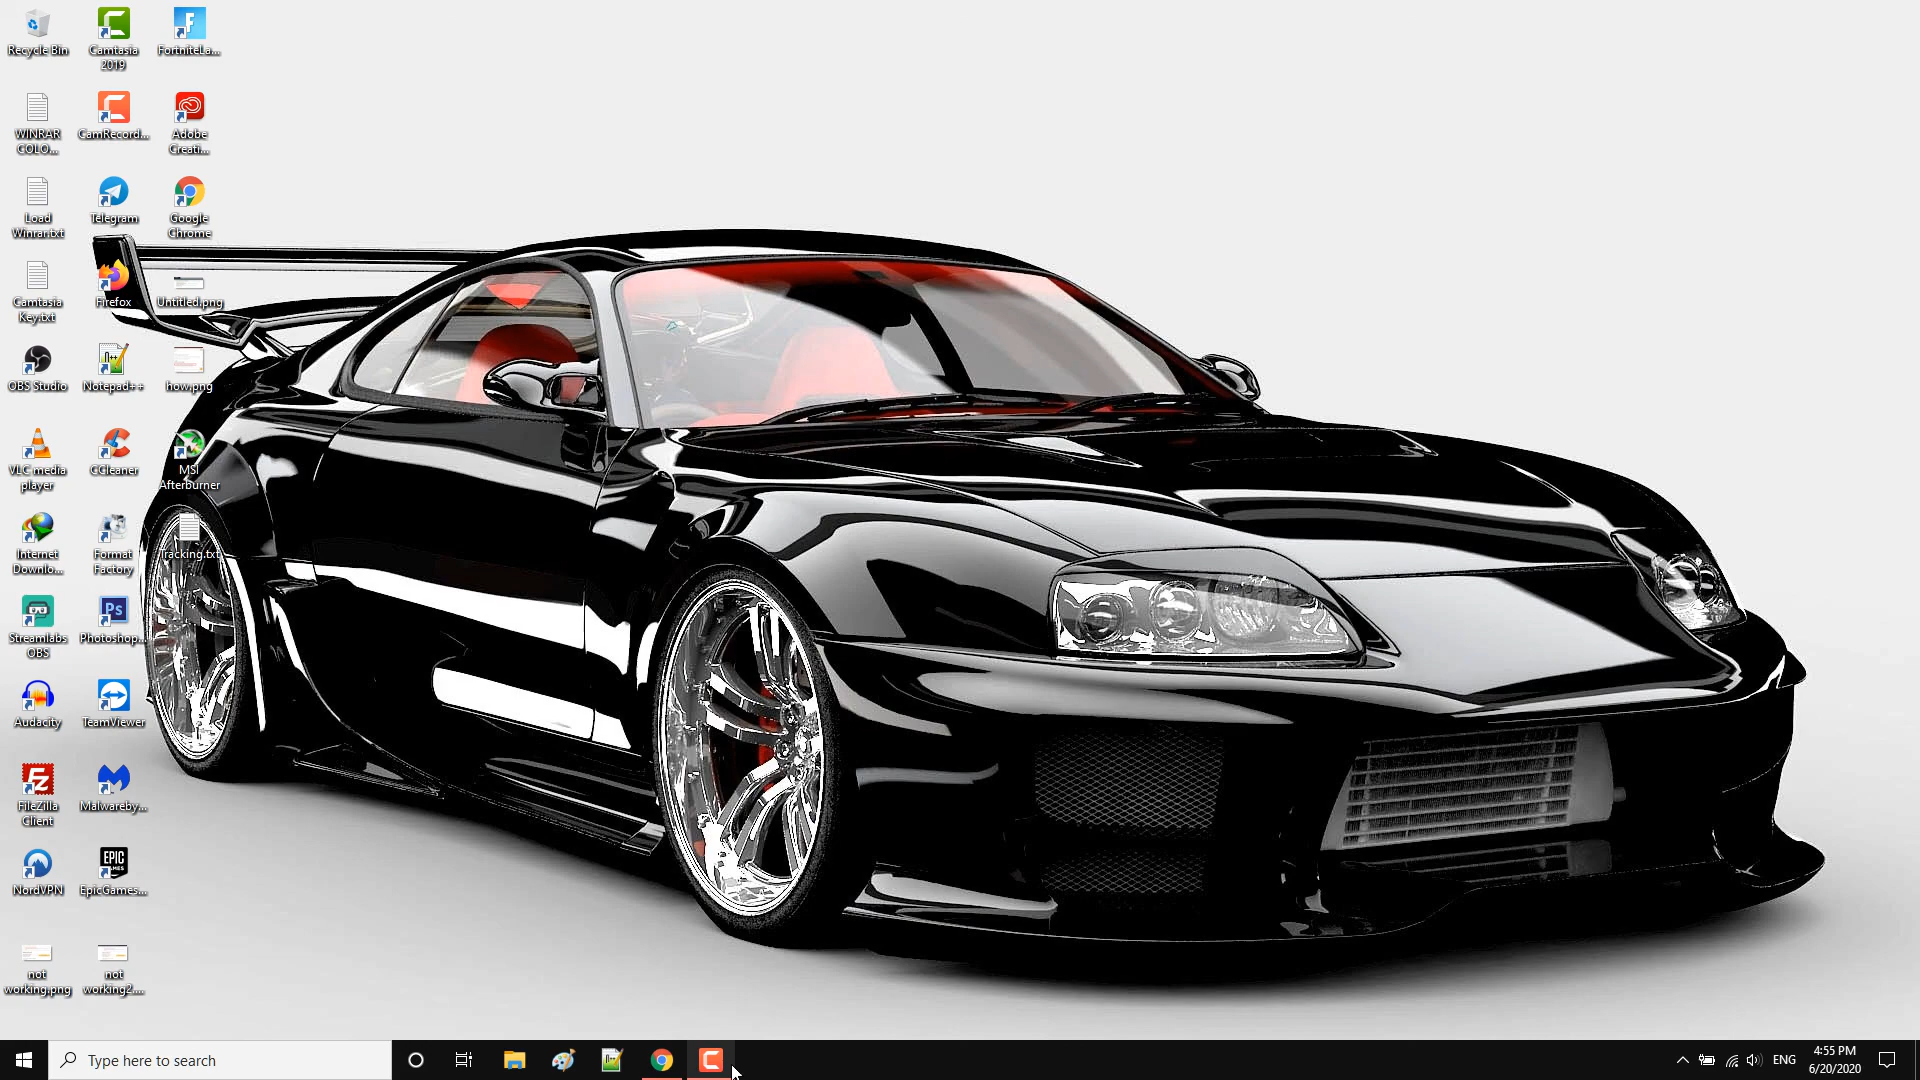 Recycle Bin
Camtasia
2019
FortniteLa...
WINRAR
COLO...
CamRecord...
Adobe
Creati...
Load
Winrar.txt
Telegram
Google
Chrome
Camtasia
Key.txt
Firefox
Untitled.png
OBS Studio
Notepad++
how.png
VLC media
player
CCleaner
MSI
Afterburner
Internet
Downlo...
Format
Factory
Tracking.txt
Streamlabs
OBS
Ps
Photoshop...
Audacity
TeamViewer
FileZilla
Client
Malwareby...
NordVPN
EPIC
GAMES
EpicGames...
not
working.png
not
working2....
Type here to search
ENG
4:55 PM
6/20/2020